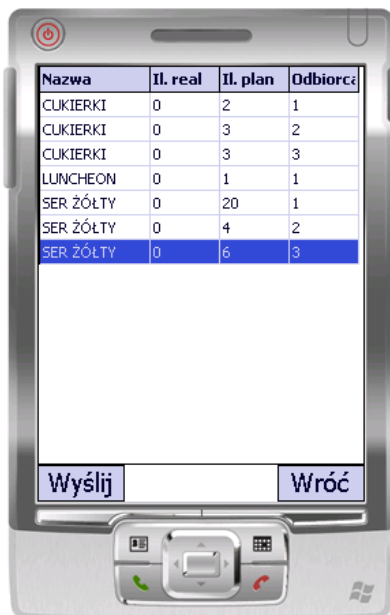 Nazwa Il. real Il. plan Odbiorca
CUKIERKI 0 2 1
CUKIERKI 0 3 2
CUKIERKI 0 3 3
LUNCHEON 0 1 1
SER ŻÓŁTY 0 20 1
SER ŻÓŁTY 0 4 2
SER ŻÓŁTY 0 6 3
Wyślij Wróć